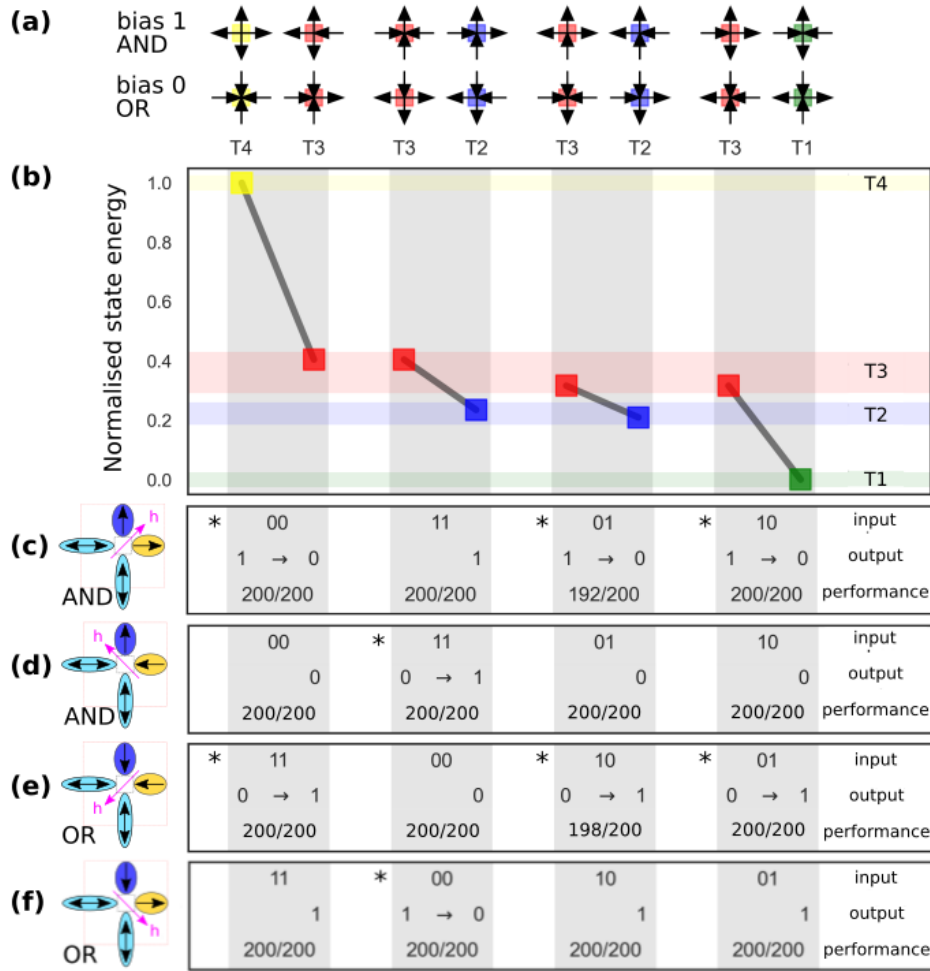 (a)
bias 1
AND
bias 0
OR
T4 T3 T3 T2 T3 T2 T3 T1
(b)
Normalised state energy
1.0
0.8
0.6
0.4
0.2
0.0
T4
T3
T2
T1
(c)
h
AND
* 00 11 * 01 * 10 input
1 → 0 1 1 → 0 1 → 0 output
200/200 200/200 192/200 200/200 performance
(d)
h
AND
00 * 11 01 10 input
0 0 → 1 0 0 output
200/200 200/200 200/200 200/200 performance
(e)
h
OR
* 11 00 * 10 * 01 input
0 → 1 0 0 → 1 0 → 1 output
200/200 200/200 198/200 200/200 performance
(f)
h
OR
11 * 00 10 01 input
1 1 → 0 1 1 output
200/200 200/200 200/200 200/200 performance